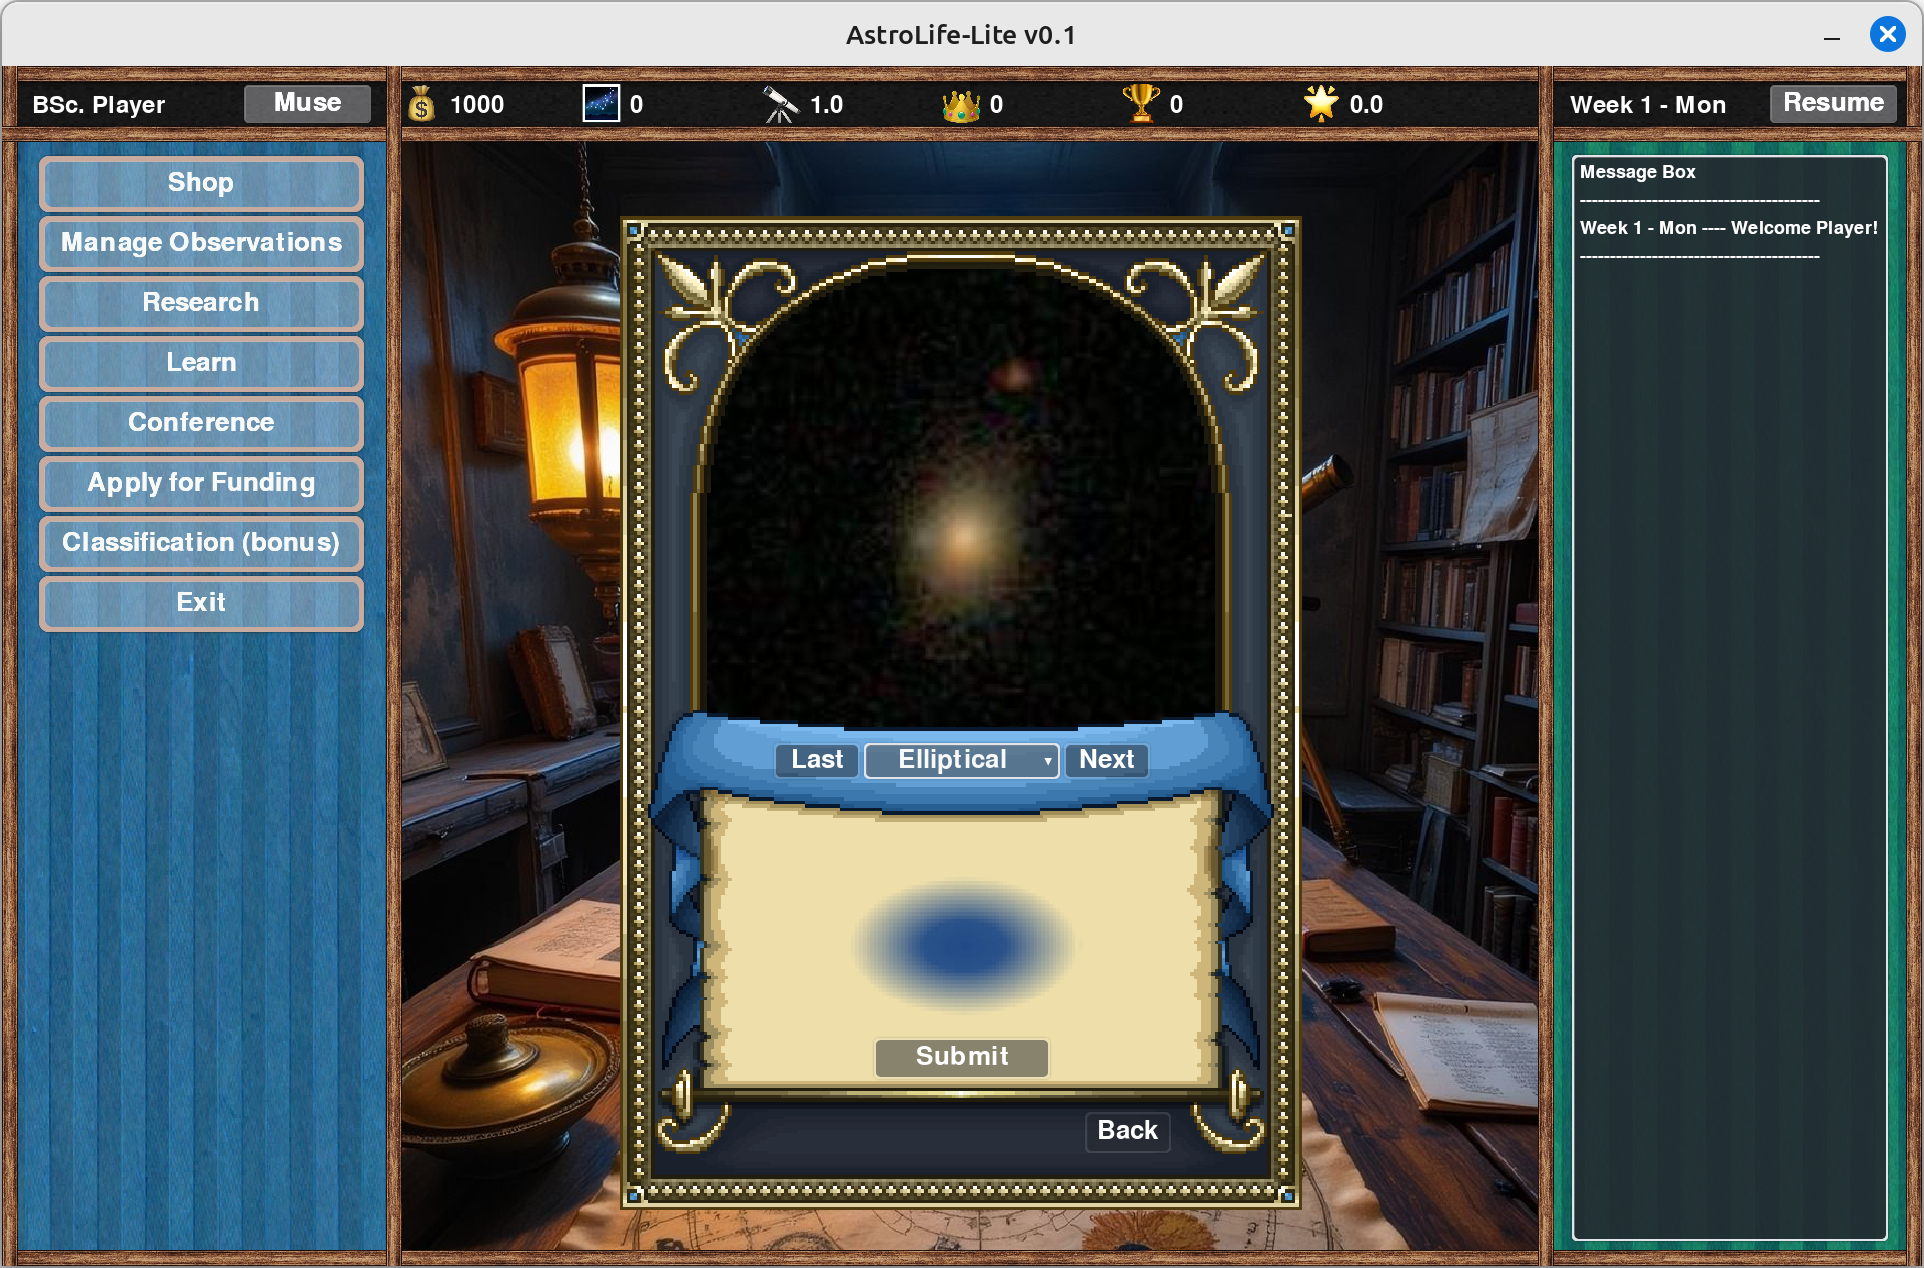 AstroLife-Lite v0.1
BSc. Player
Muse
1000
0
1.0
0
0
0.0
Week 1 - Mon
Resume
Shop
Manage Observations
Research
Learn
Conference
Apply for Funding
Classification (bonus)
Exit
Last
Elliptical
Next
Submit
Back
Message Box
----------------------------------------
Week 1 - Mon ---- Welcome Player!
----------------------------------------